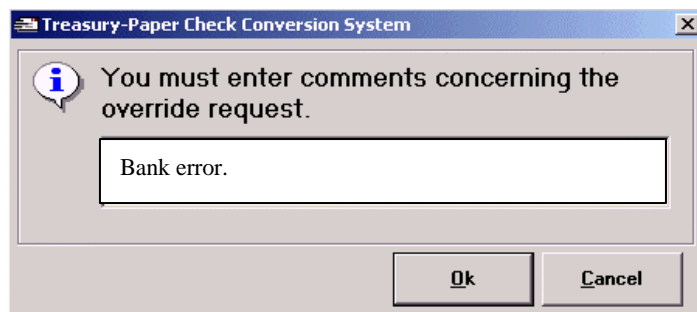 Treasury-Paper Check Conversion System
You must enter comments concerning the
override request.
Bank error.
Ok
Cancel